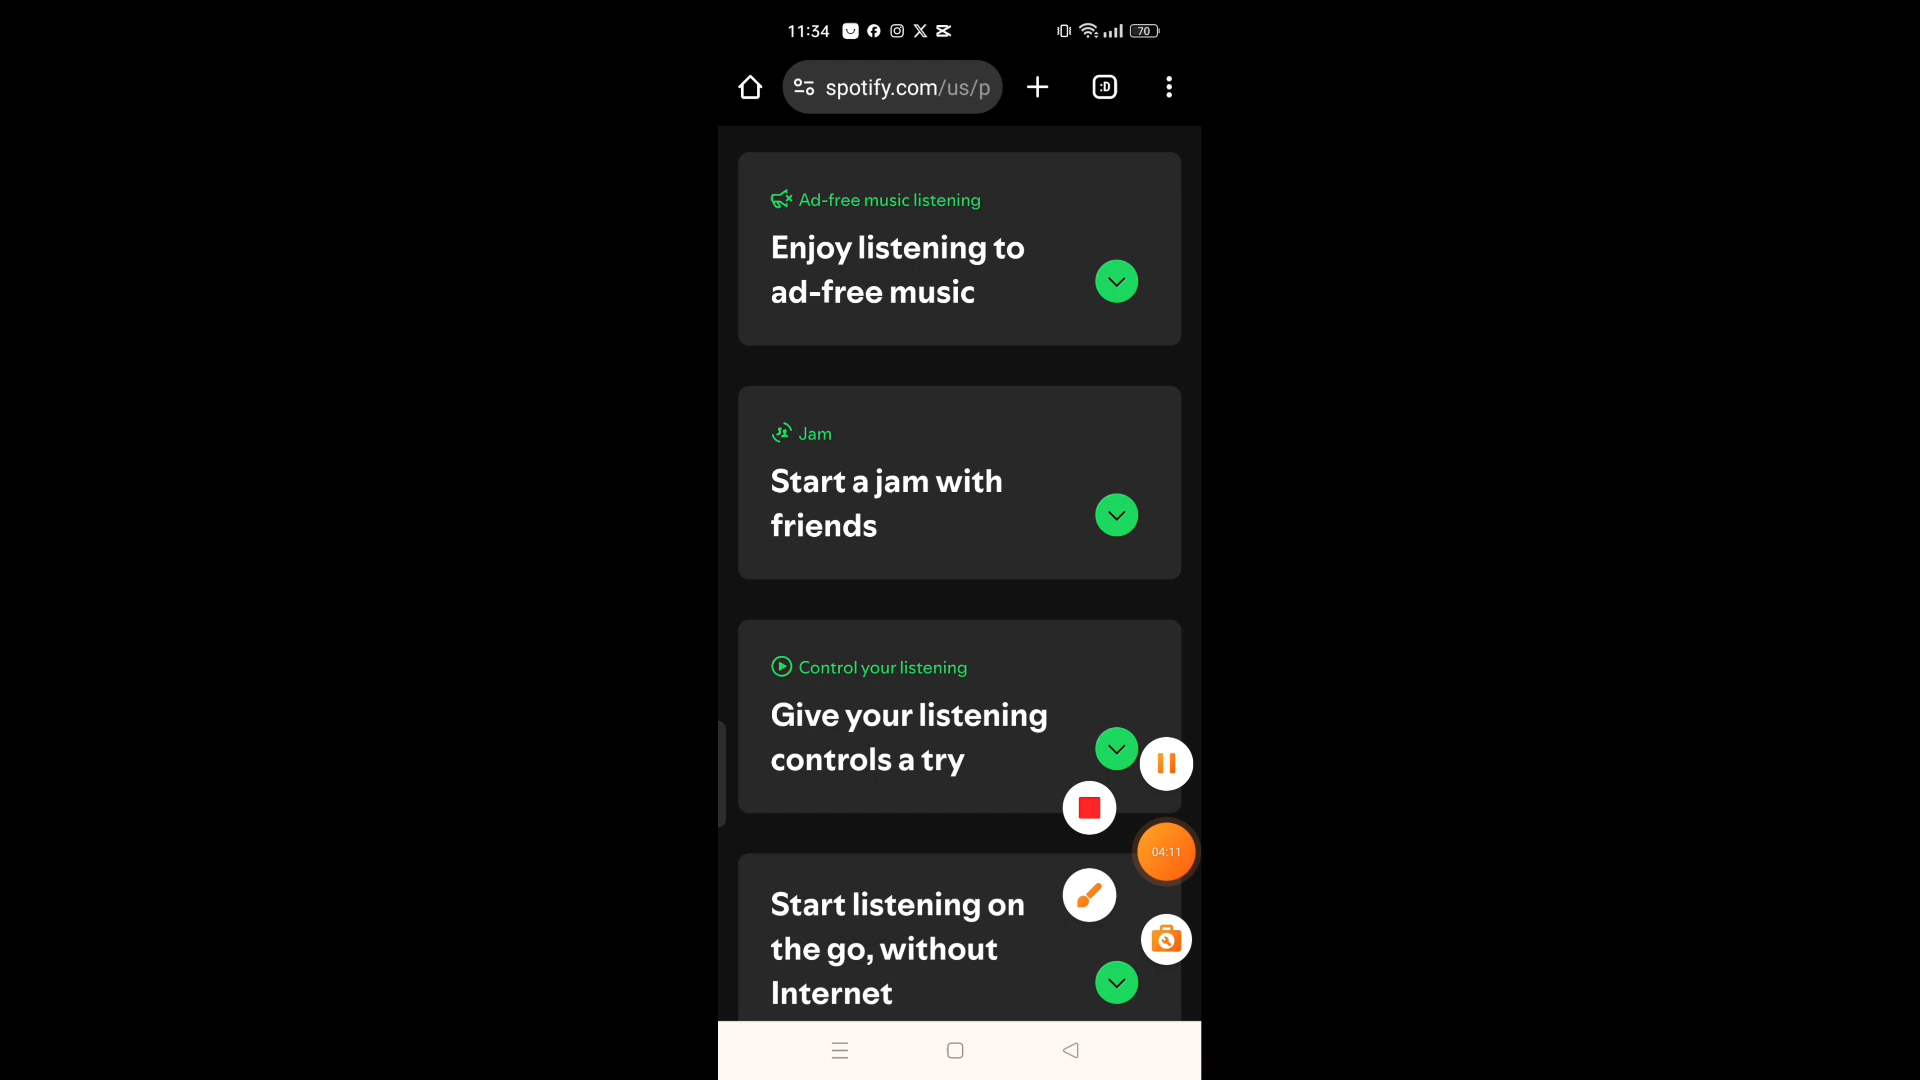 11:34
70
spotify.com/us/p
:D
Ad-free music listening
Enjoy listening to
ad-free music
Jam
Start a jam with
friends
Control your listening
Give your listening
controls a try
04:11
Start listening on
the go, without
Internet